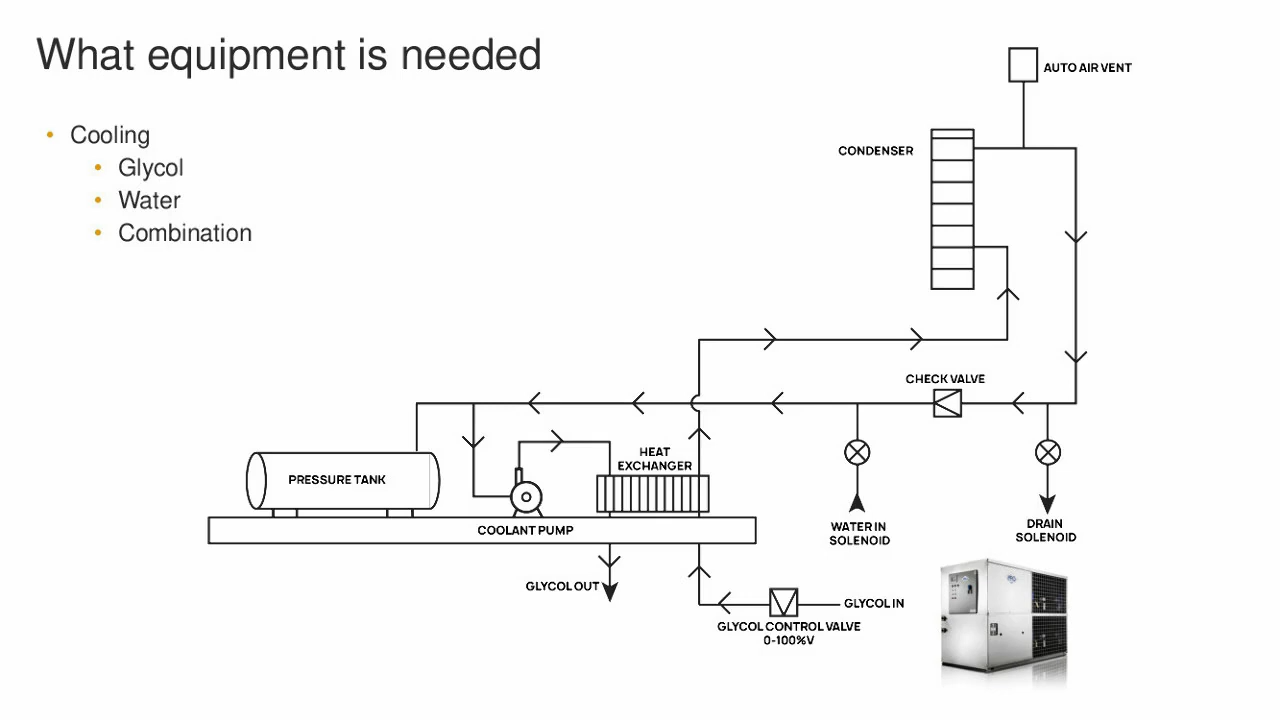 What equipment is needed
• Cooling
• Glycol
• Water
• Combination
AUTO AIR VENT
CONDENSER
CHECK VALVE
HEAT
EXCHANGER
PRESSURE TANK
COOLANT PUMP
WATER IN
SOLENOID
DRAIN
SOLENOID
GLYCOL OUT
GLYCOL IN
GLYCOL CONTROL VALVE
0-100%V